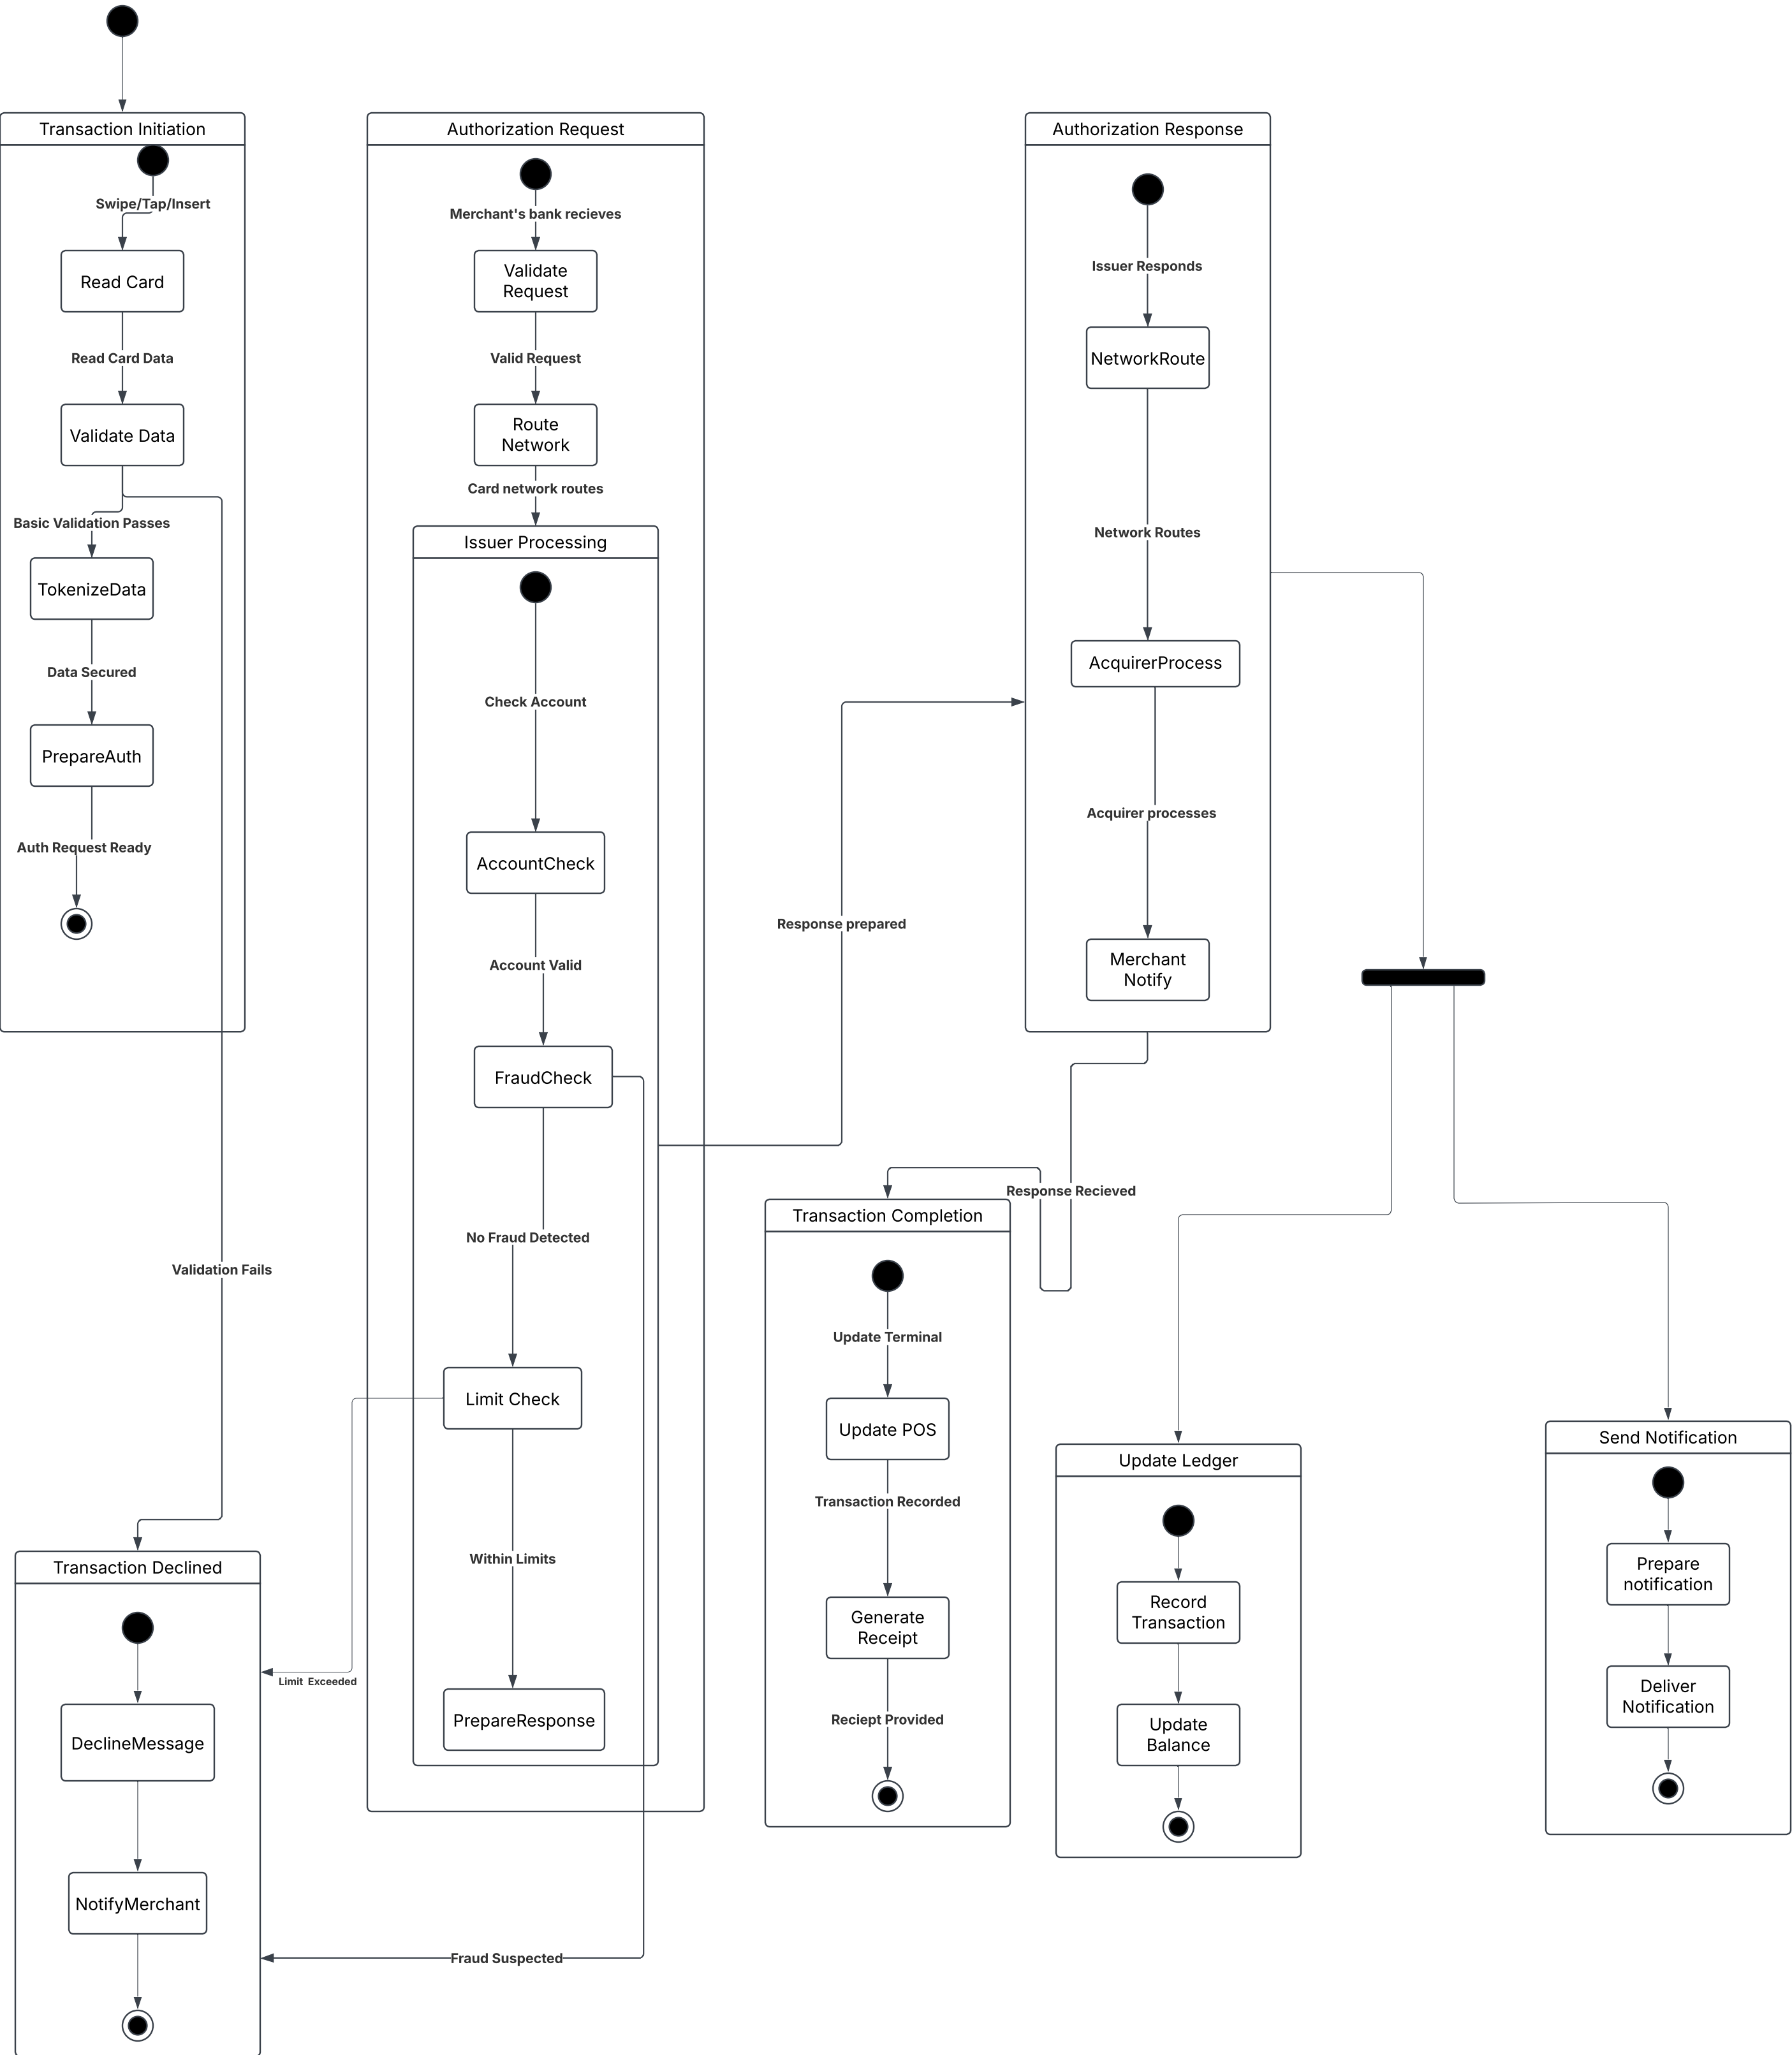 Transaction Initiation
Swipe/Tap/Insert
Read Card
Read Card Data
Validate Data
Basic Validation Passes
TokenizeData
Data Secured
PrepareAuth
Auth Request Ready
Validation Fails
Transaction Declined
DeclineMessage
NotifyMerchant
Authorization Request
Merchant's bank recieves
Validate
Request
Valid Request
Route
Network
Card network routes
Issuer Processing
Check Account
AccountCheck
Account Valid
FraudCheck
No Fraud Detected
Limit Check
Within Limits
PrepareResponse
Limit Exceeded
Fraud Suspected
Response prepared
Authorization Response
Issuer Responds
NetworkRoute
Network Routes
AcquirerProcess
Acquirer processes
Merchant
Notify
Response Recieved
Transaction Completion
Update Terminal
Update POS
Transaction Recorded
Generate
Receipt
Reciept Provided
Update Ledger
Record
Transaction
Update
Balance
Send Notification
Prepare
notification
Deliver
Notification